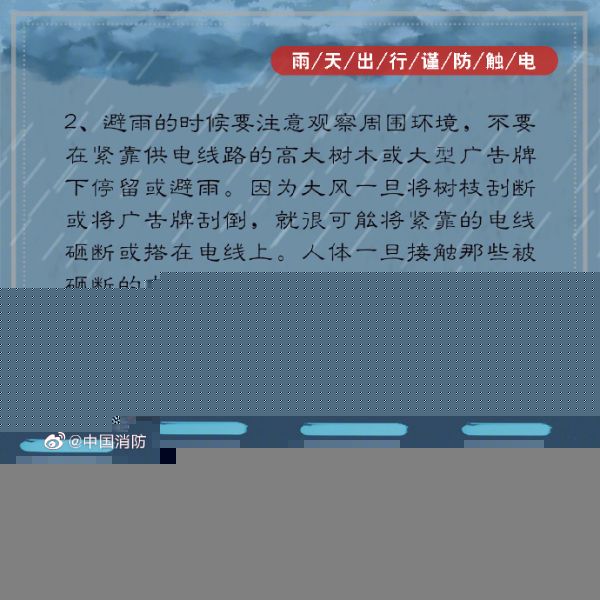 雨/天/出/行/谨/防/触/电
2、避雨的时候要注意观察周围环境，不要
在紧靠供电线路的高大树木或大型广告牌
下停留或避雨。因为大风一旦将树枝刮断
或将广告牌刮倒，就很可能将紧靠的电线
砸断或搭在电线上。人体一旦接触那些被
砸断的
@中国消防